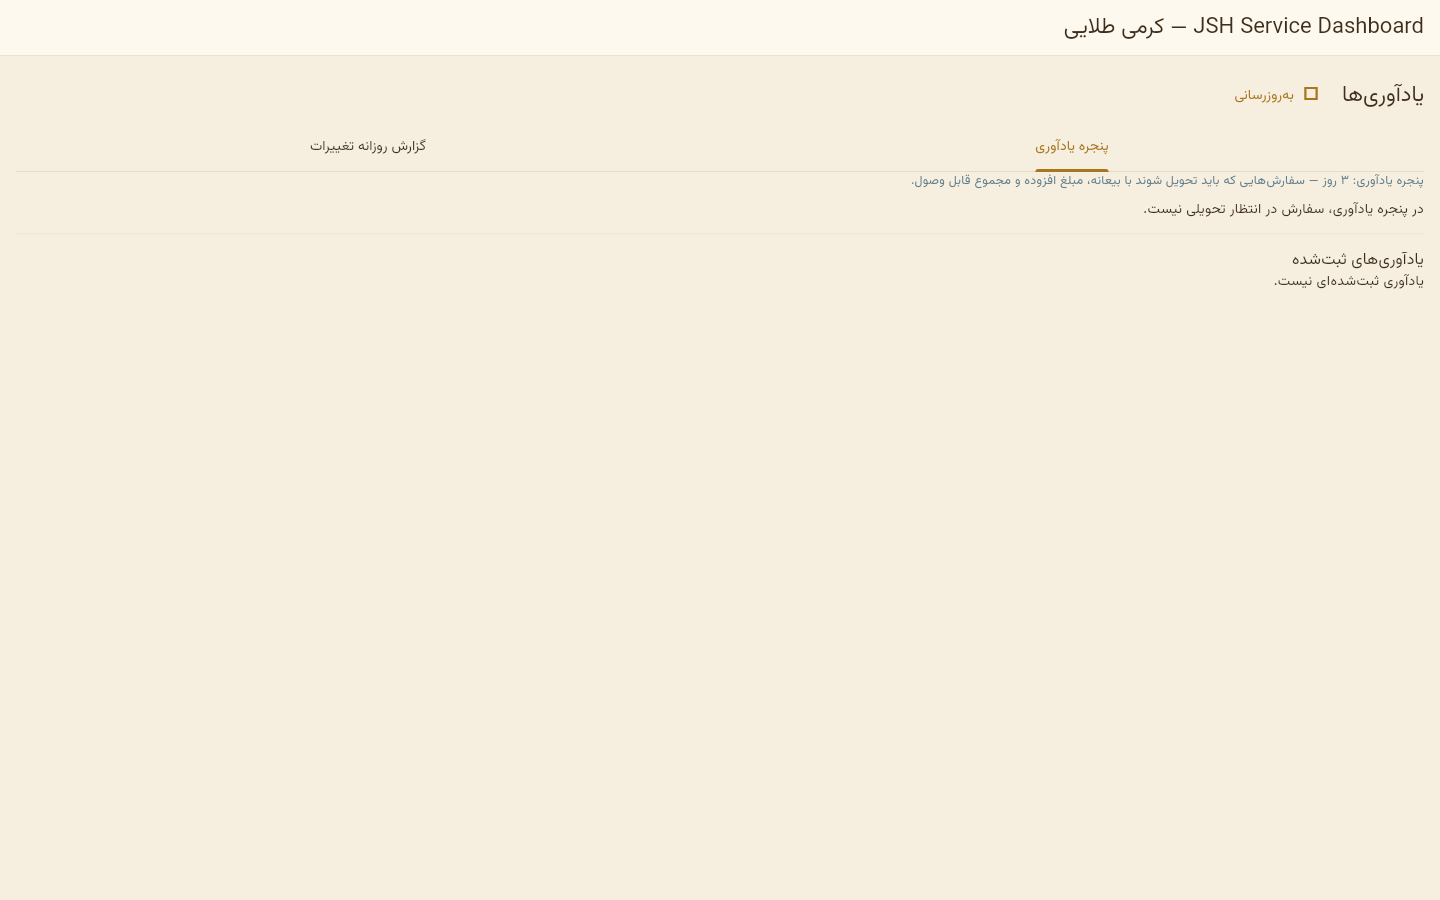 JSH Service Dashboard — کرمی طلایی
یادآوری‌ها
به‌روزرسانی
پنجره یادآوری
گزارش روزانه تغییرات
پنجره یادآوری: ۳ روز — سفارش‌هایی که باید تحویل شوند با بیعانه، مبلغ افزوده و مجموع قابل وصول.
در پنجره یادآوری، سفارش در انتظار تحویلی نیست.
یادآوری‌های ثبت‌شده
یادآوری ثبت‌شده‌ای نیست.